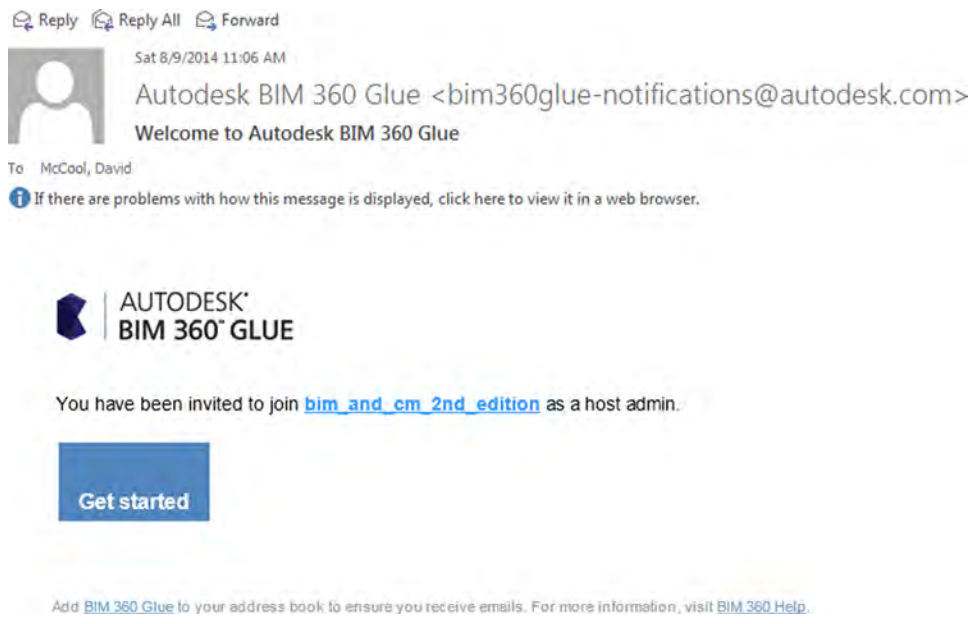 Reply Reply All Forward
Sat 8/9/2014 11:06 AM
Autodesk BIM 360 Glue <bim360glue-notifications@autodesk.com>
Welcome to Autodesk BIM 360 Glue
To McCool, David
If there are problems with how this message is displayed, click here to view it in a web browser.
AUTODESK®
BIM 360™ GLUE
You have been invited to join bim_and_cm_2nd_edition as a host admin.
Get started
Add BIM 360 Glue to your address book to ensure you receive emails. For more information, visit BIM 360 Help.